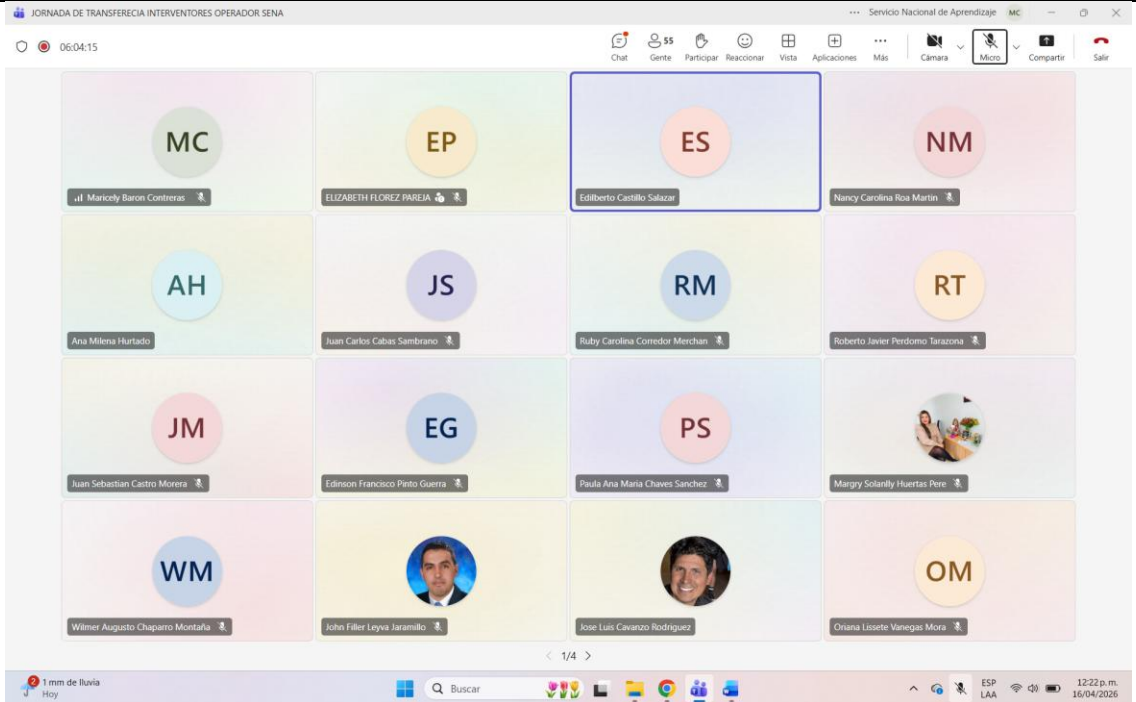 JORNADA DE TRANSFERECIA INTERVENTORES OPERADOR SENA
··· Servicio Nacional de Aprendizaje MC
06:04:15
55
Chat Gente Participar Reaccionar Vista Aplicaciones Más Cámara Micro Compartir Salir
MC EP ES NM
Maricely Baron Contreras ELIZABETH FLOREZ PAREJA Edilberto Castillo Salazar Nancy Carolina Roa Martin
AH JS RM RT
Ana Milena Hurtado Juan Carlos Cabas Sambrano Ruby Carolina Corredor Merchan Roberto Javier Perdomo Tarazona
JM EG PS
Juan Sebastian Castro Morera Edinson Francisco Pinto Guerra Paula Ana Maria Chaves Sanchez Margry Solanlly Huertas Pere
WM OM
Wilmer Augusto Chaparro Montaña John Filler Leyva Jaramillo Jose Luis Cavanzo Rodriguez Oriana Lissete Vanegas Mora
< 1/4 >
2 1 mm de lluvia
Hoy
Buscar
ESP
LAA
12:22 p. m.
16/04/2026